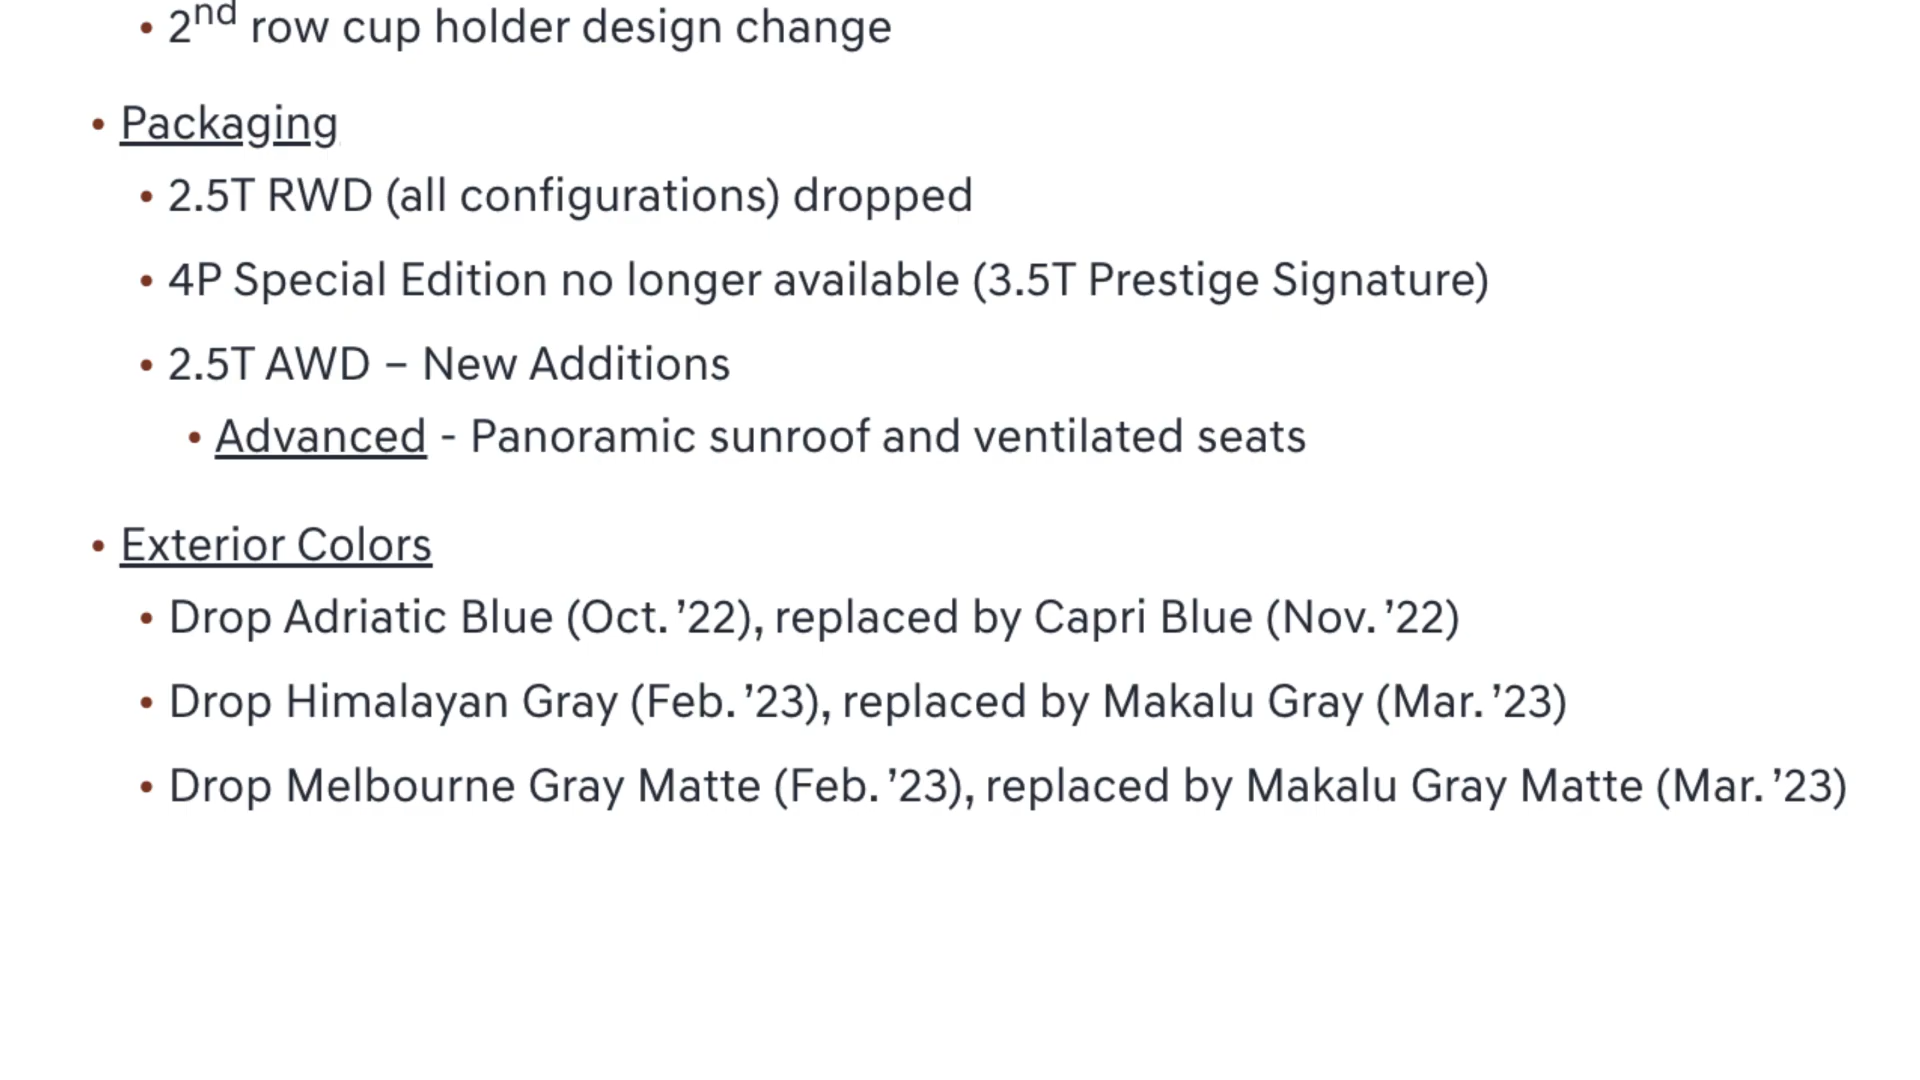 • 2nd row cup holder design change
• Packaging
• 2.5T RWD (all configurations) dropped
• 4P Special Edition no longer available (3.5T Prestige Signature)
• 2.5T AWD – New Additions
• Advanced - Panoramic sunroof and ventilated seats
• Exterior Colors
• Drop Adriatic Blue (Oct. ’22), replaced by Capri Blue (Nov. ’22)
• Drop Himalayan Gray (Feb. ’23), replaced by Makalu Gray (Mar. ’23)
• Drop Melbourne Gray Matte (Feb. ’23), replaced by Makalu Gray Matte (Mar. ’23)